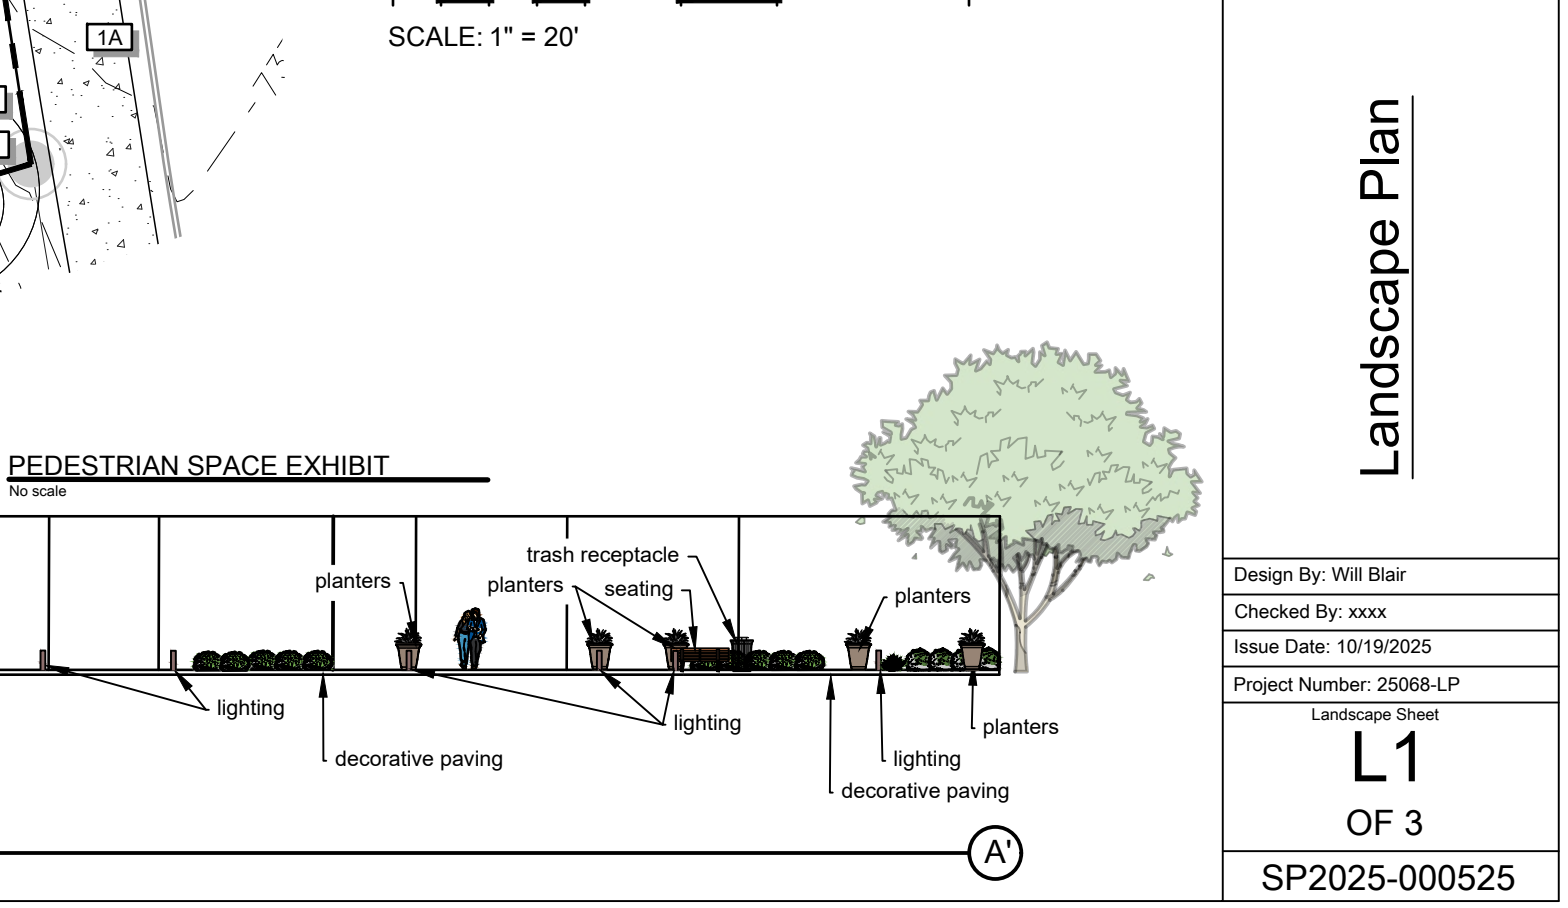 1A
SCALE: 1" = 20'
PEDESTRIAN SPACE EXHIBIT
No scale
trash receptacle
planters
planters
seating
planters
lighting
lighting
planters
decorative paving
lighting
decorative paving
A'
Landscape Plan
Design By: Will Blair
Checked By: xxxx
Issue Date: 10/19/2025
Project Number: 25068-LP
Landscape Sheet
L1
OF 3
SP2025-000525